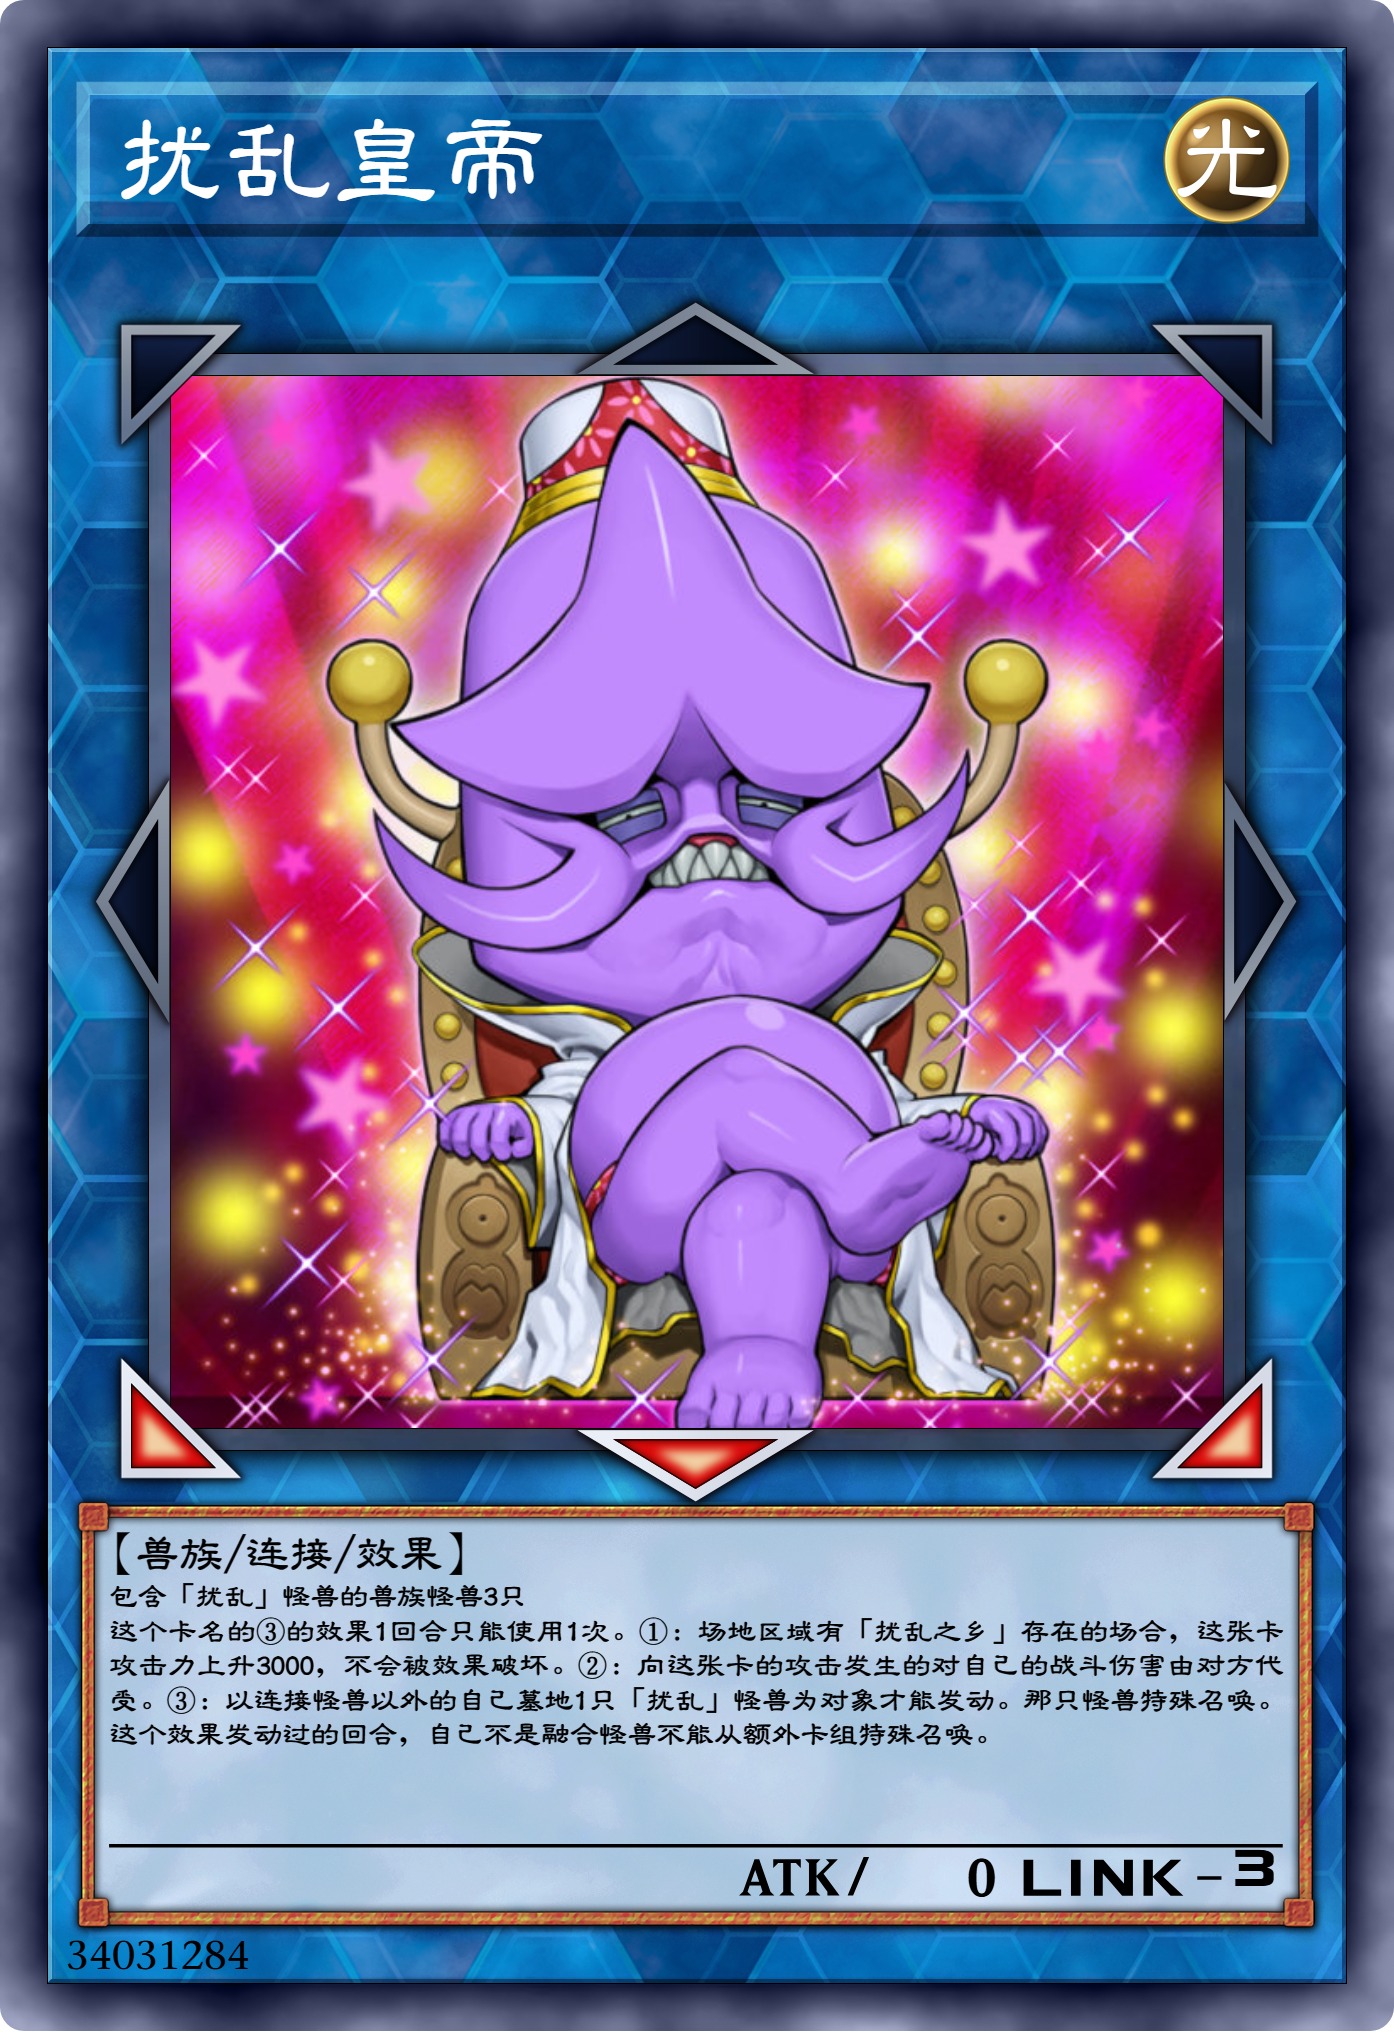 扰乱皇帝
光
【兽族/连接/效果】
包含「扰乱」怪兽的兽族怪兽3只
这个卡名的③的效果1回合只能使用1次。①：场地区域有「扰乱之乡」存在的场合，这张卡
攻击力上升3000，不会被效果破坏。②：向这张卡的攻击发生的对自己的战斗伤害由对方代
受。③：以连接怪兽以外的自己墓地1只「扰乱」怪兽为对象才能发动。那只怪兽特殊召唤。
这个效果发动过的回合，自己不是融合怪兽不能从额外卡组特殊召唤。
ATK/ 0 LINK-3
34031284